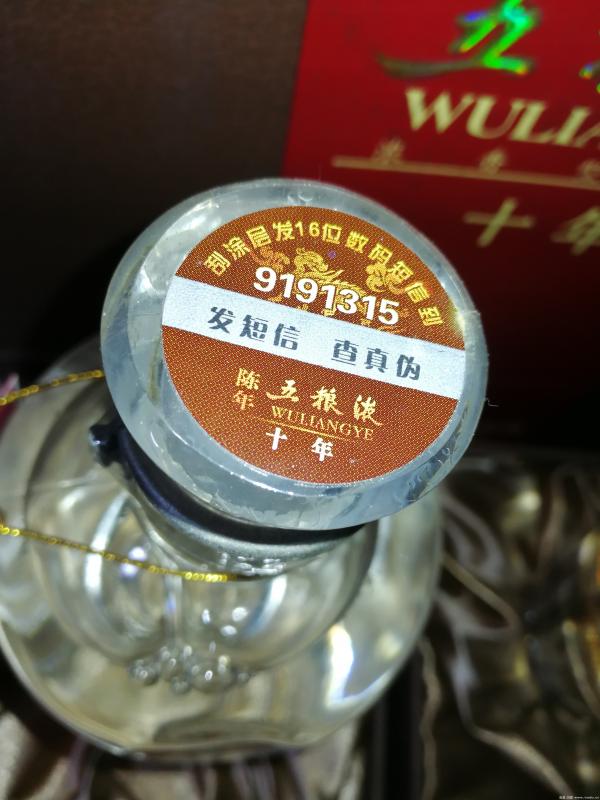 五
WULIA
十年
刮涂层发16位数码短信到
9191315
发短信 查真伪
陈年
五粮液
WULIANGYE
十年